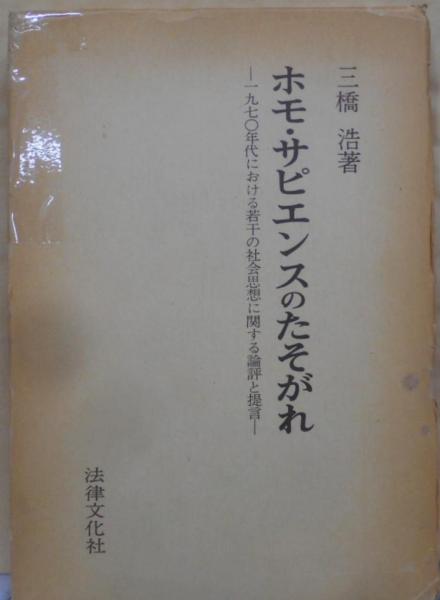 三橋 浩著
ホモ・サピエンスのたそがれ
―一九七〇年代における若干の社会思想に関する論評と提言―
法律文化社